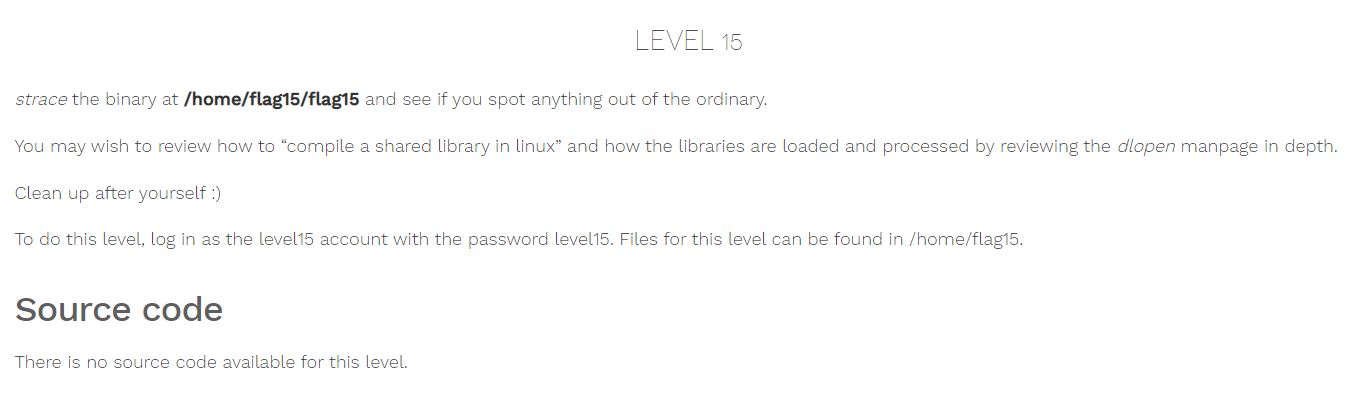 LEVEL 15
strace the binary at /home/flag15/flag15 and see if you spot anything out of the ordinary.
You may wish to review how to “compile a shared library in linux” and how the libraries are loaded and processed by reviewing the dlopen manpage in depth.
Clean up after yourself :)
To do this level, log in as the level15 account with the password level15. Files for this level can be found in /home/flag15.
Source code
There is no source code available for this level.